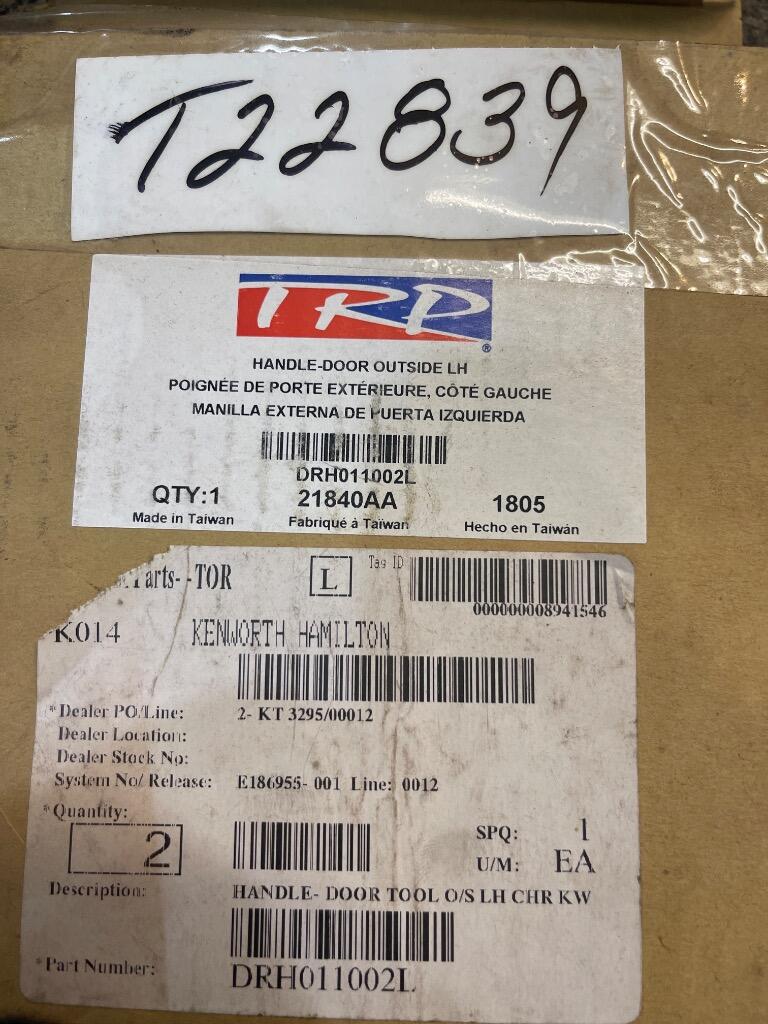 T22839
TRP®
HANDLE-DOOR OUTSIDE LH
POIGNÉE DE PORTE EXTÉRIEURE, CÔTÉ GAUCHE
MANILLA EXTERNA DE PUERTA IZQUIERDA
DRH011002L
QTY:1 21840AA 1805
Made in Taiwan Fabriqué à Taïwan Hecho en Taiwán
Parts- -TOR L Tag ID
000000008941546
K014 KENWORTH HAMILTON
*Dealer PO/Line: 2- KT 3295/00012
Dealer Location:
Dealer Stock No:
System No/ Release: E186955- 001 Line: 0012
*Quantity:
2 SPQ: 1
U/M: EA
Description: HANDLE- DOOR TOOL O/S LH CHR KW
*Part Number: DRH011002L